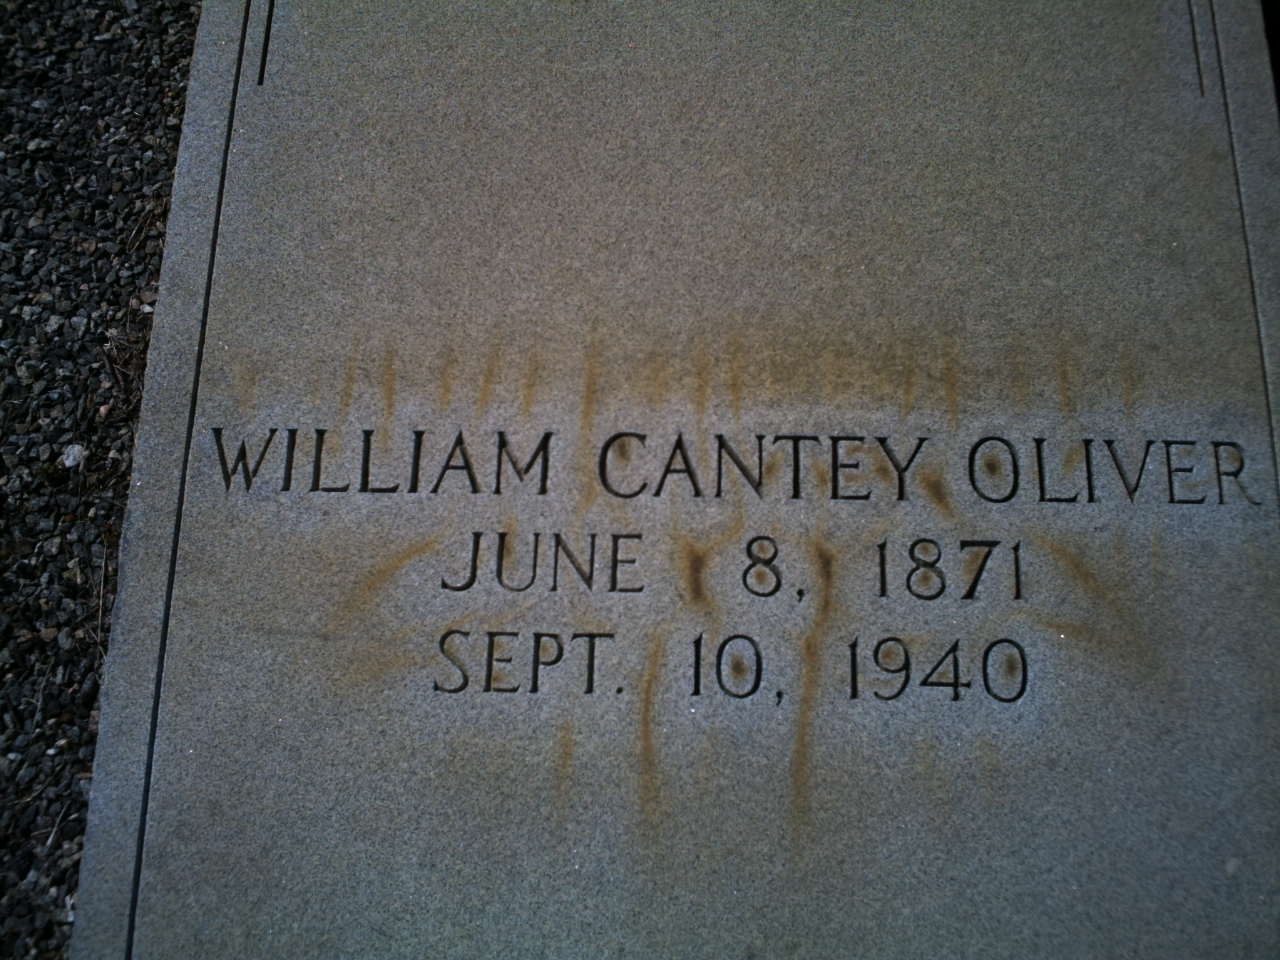 WILLIAM CANTEY OLIVER
JUNE 8, 1871
SEPT. 10, 1940